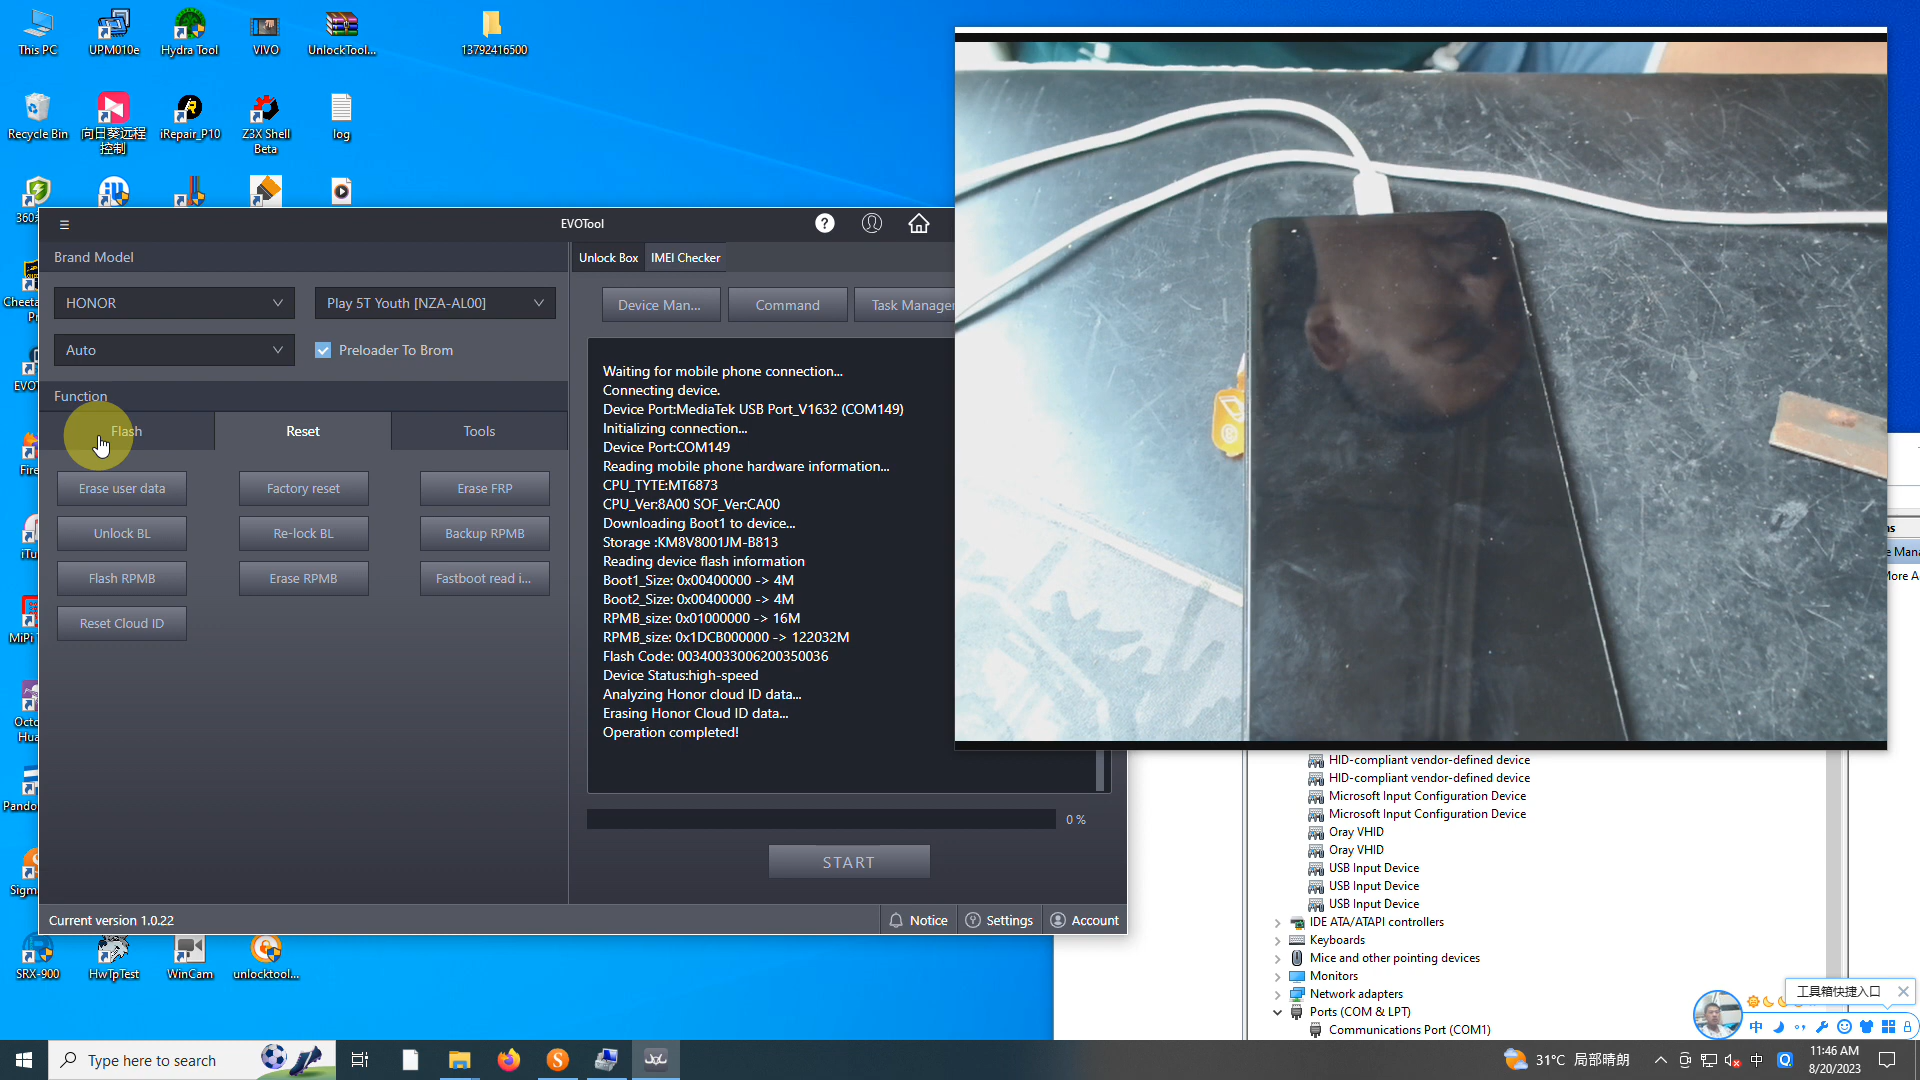 This PC
UPM010e
Hydra Tool
VIVO
UnlockTool...
13792416500
Recycle Bin
向日葵远程
控制
iRepair_P10
Z3X Shell
Beta
log
EVOTool
Brand Model
HONOR
Play 5T Youth [NZA-AL00]
Auto
Preloader To Brom
Function
Flash
Reset
Tools
Erase user data
Factory reset
Erase FRP
Unlock BL
Re-lock BL
Backup RPMB
Flash RPMB
Erase RPMB
Fastboot read i...
Reset Cloud ID
Unlock Box
IMEI Checker
Device Man...
Command
Task Manager
Waiting for mobile phone connection...
Connecting device.
Device Port:MediaTek USB Port_V1632 (COM149)
Initializing connection...
Device Port:COM149
Reading mobile phone hardware information...
CPU_TYTE:MT6873
CPU_Ver:8A00 SOF_Ver:CA00
Downloading Boot1 to device...
Storage :KM8V8001JM-B813
Reading device flash information
Boot1_Size: 0x00400000 -> 4M
Boot2_Size: 0x00400000 -> 4M
RPMB_size: 0x01000000 -> 16M
RPMB_size: 0x1DCB000000 -> 122032M
Flash Code: 00340033006200350036
Device Status:high-speed
Analyzing Honor cloud ID data...
Erasing Honor Cloud ID data...
Operation completed!
0 %
START
Current version 1.0.22
Notice
Settings
Account
SRX-900
HwTpTest
WinCam
unlocktool...
HID-compliant vendor-defined device
HID-compliant vendor-defined device
Microsoft Input Configuration Device
Microsoft Input Configuration Device
Oray VHID
Oray VHID
USB Input Device
USB Input Device
USB Input Device
IDE ATA/ATAPI controllers
Keyboards
Mice and other pointing devices
Monitors
Network adapters
Ports (COM & LPT)
Communications Port (COM1)
工具箱快捷入口
中
Type here to search
31°C 局部晴朗
中
11:46 AM
8/20/2023